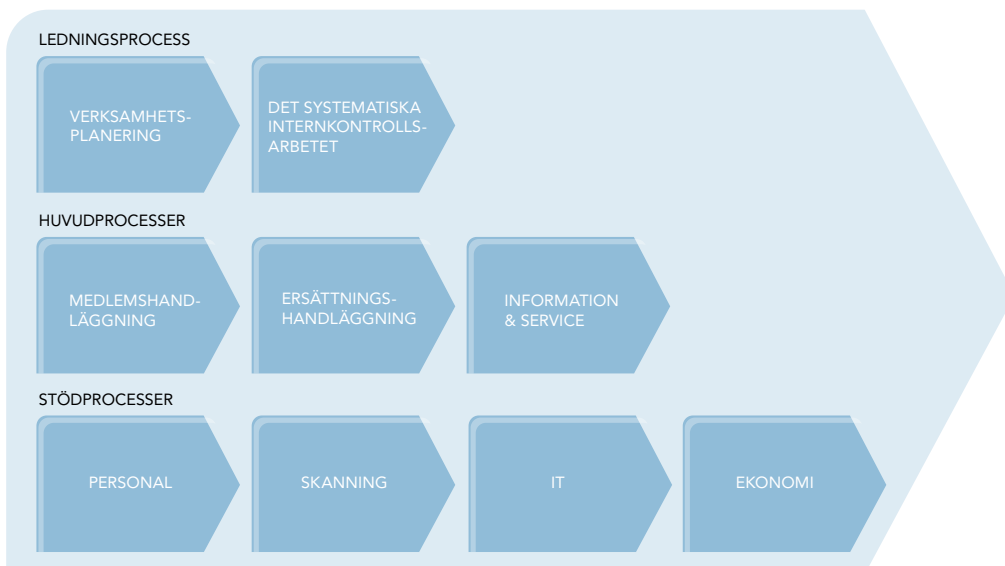 LEDNINGSPROCESS
VERKSAMHETS-
PLANERING
DET SYSTEMATISKA
INTERNKONTROLLS-
ARBETET
HUVUDPROCESSER
MEDLEMSHAND-
LÄGGNING
ERSÄTTNINGS-
HANDLÄGGNING
INFORMATION
& SERVICE
STÖDPROCESSER
PERSONAL
SKANNING
IT
EKONOMI